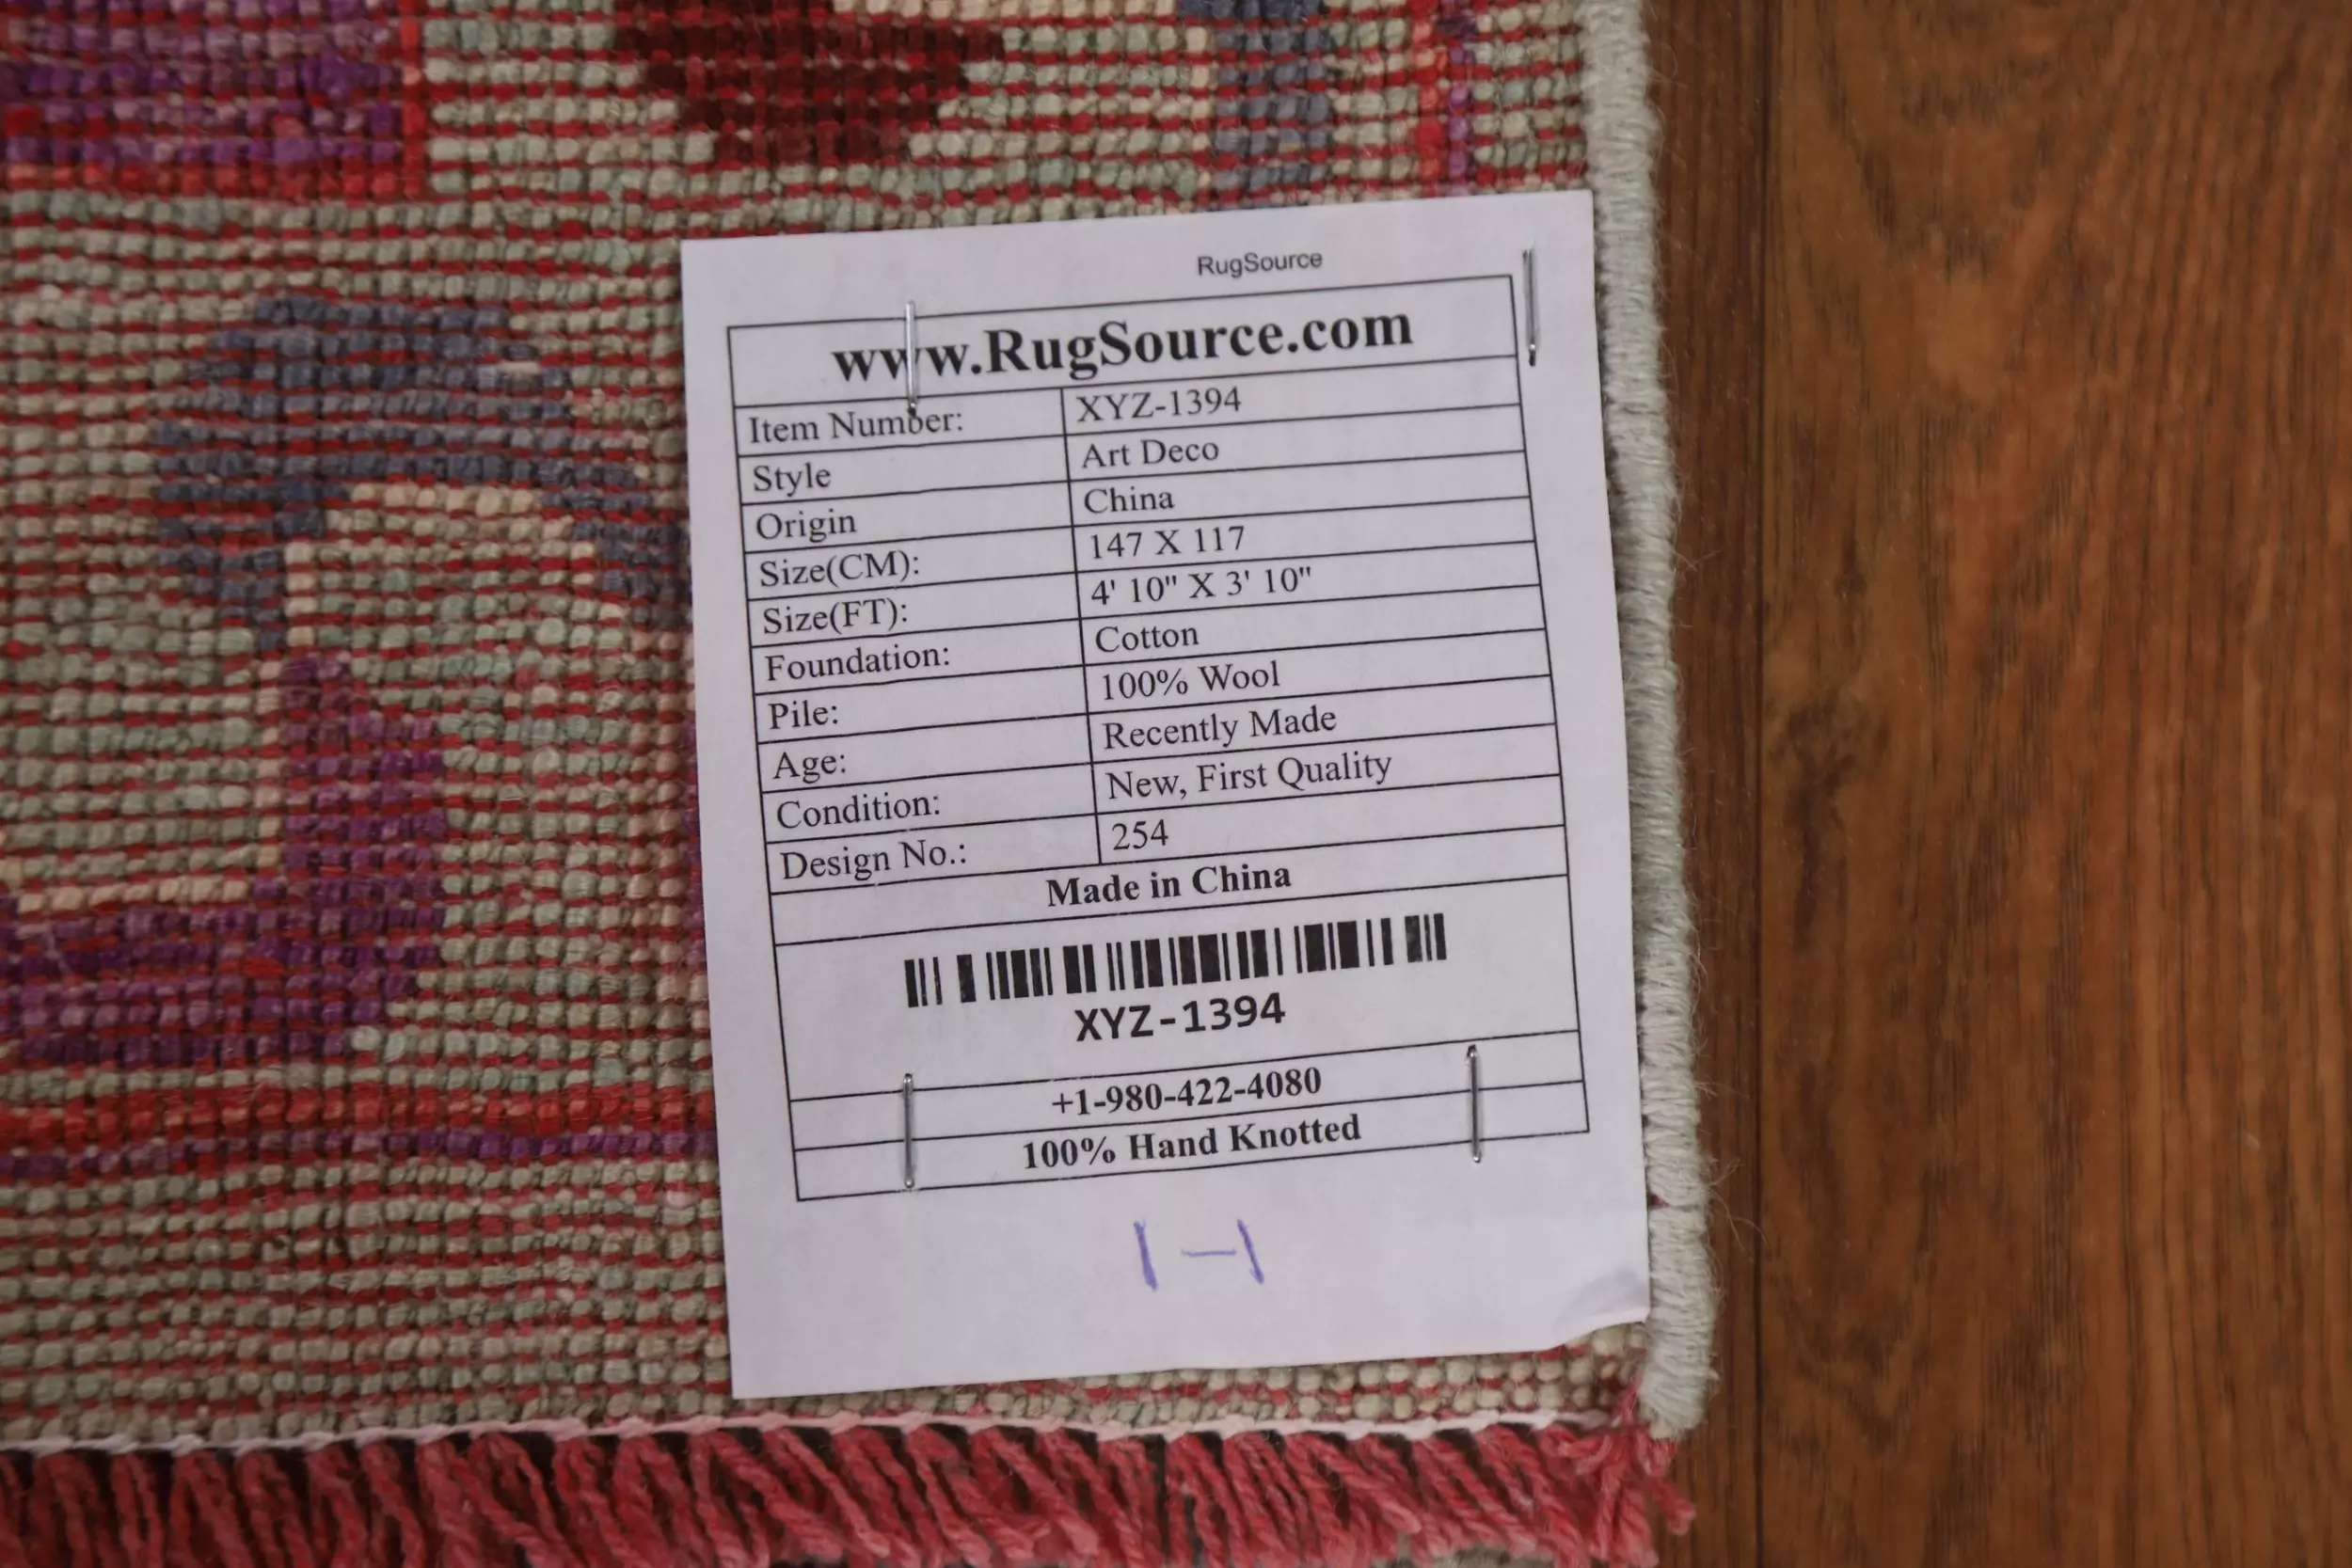 RugSource
www.RugSource.com
Item Number: XYZ-1394
Style Art Deco
Origin China
Size(CM): 147 X 117
Size(FT): 4' 10" X 3' 10"
Foundation: Cotton
Pile: 100% Wool
Age: Recently Made
Condition: New, First Quality
Design No.: 254
Made in China
XYZ-1394
+1-980-422-4080
100% Hand Knotted
1-1